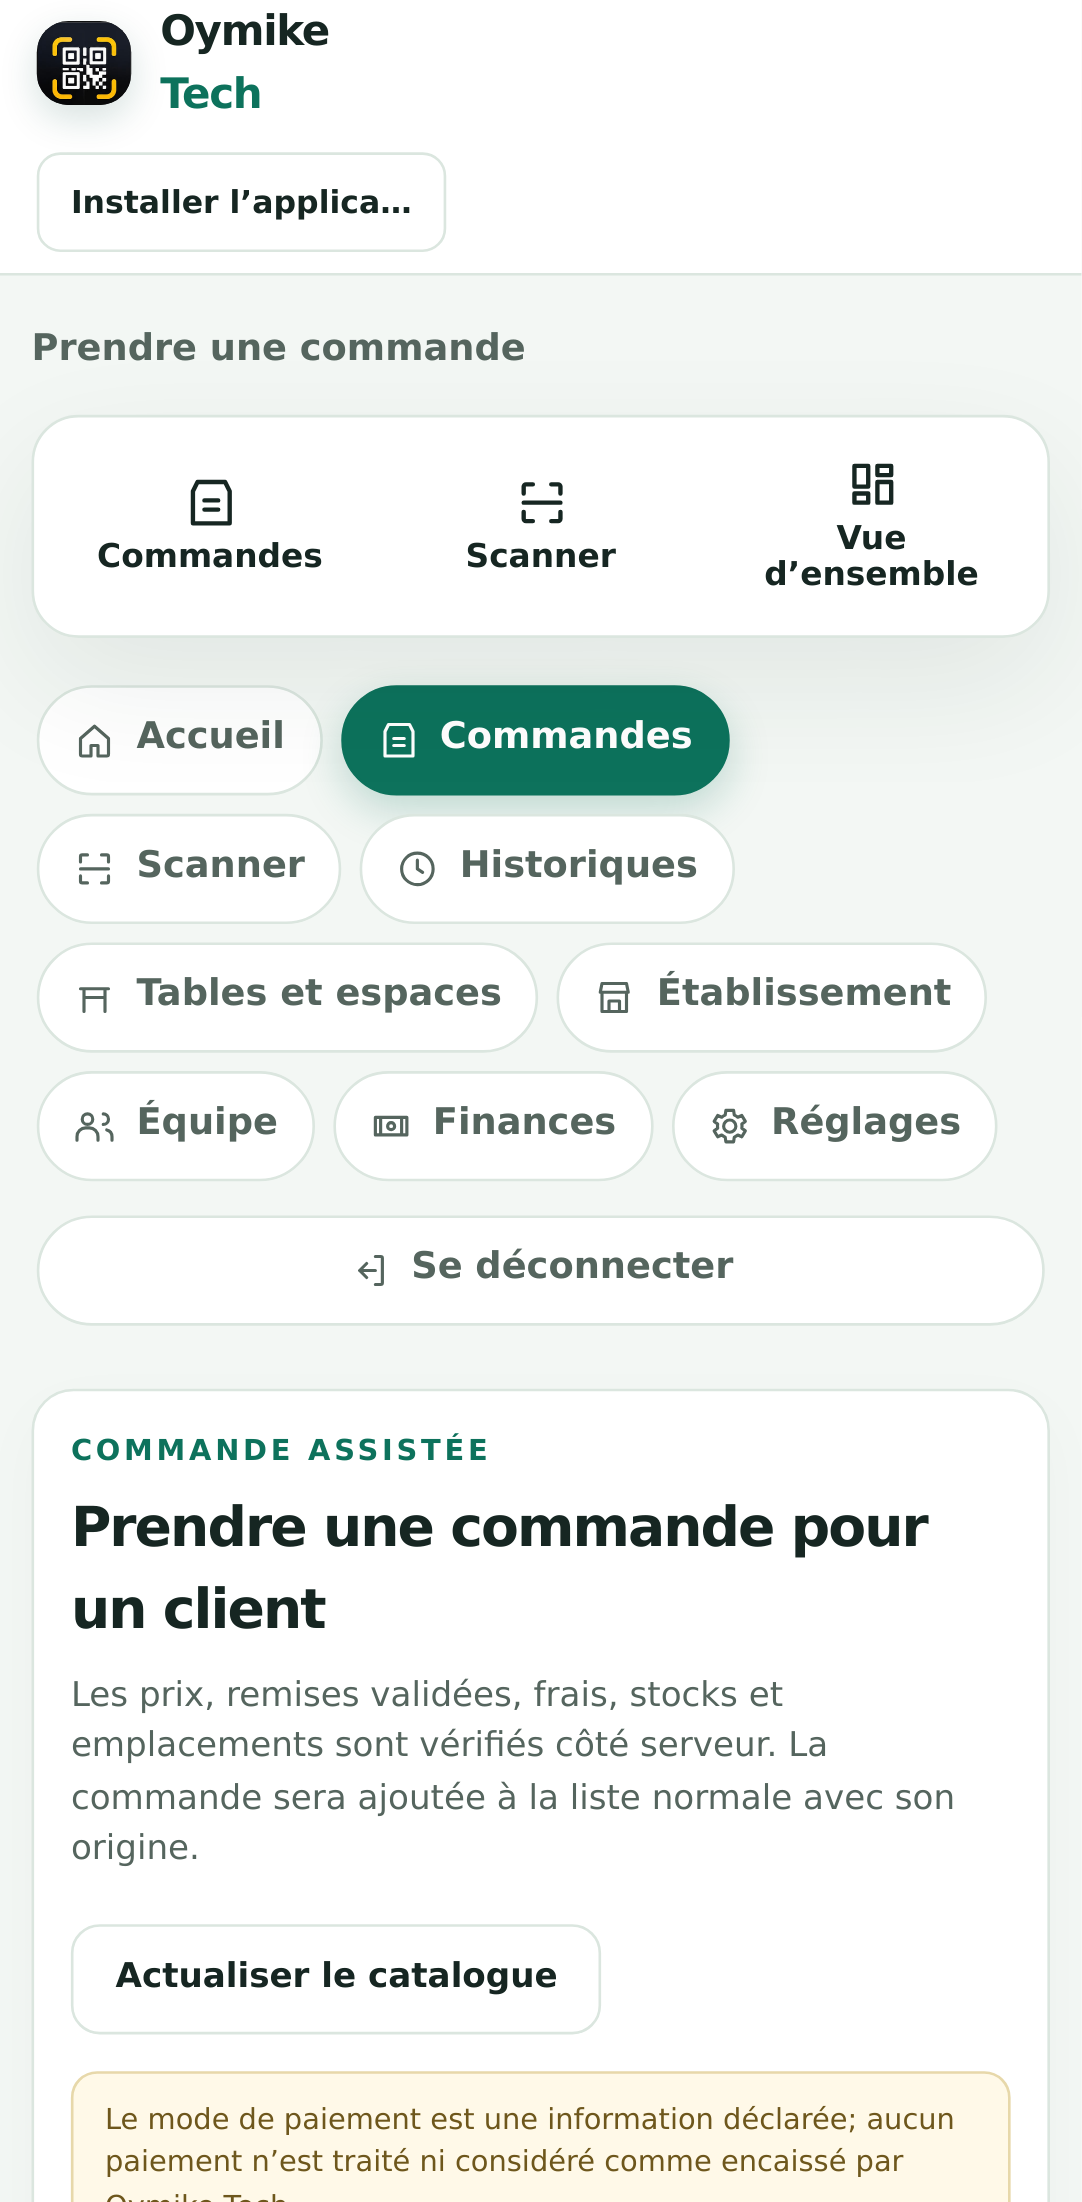 Oymike
Tech
Installer l’applica…
Prendre une commande
Commandes
Scanner
Vue
d’ensemble
Accueil
Commandes
Scanner
Historiques
Tables et espaces
Établissement
Équipe
Finances
Réglages
Se déconnecter
COMMANDE ASSISTÉE
Prendre une commande pour
un client
Les prix, remises validées, frais, stocks et
emplacements sont vérifiés côté serveur. La
commande sera ajoutée à la liste normale avec son
origine.
Actualiser le catalogue
Le mode de paiement est une information déclarée; aucun
paiement n’est traité ni considéré comme encaissé par
Oymike Tech